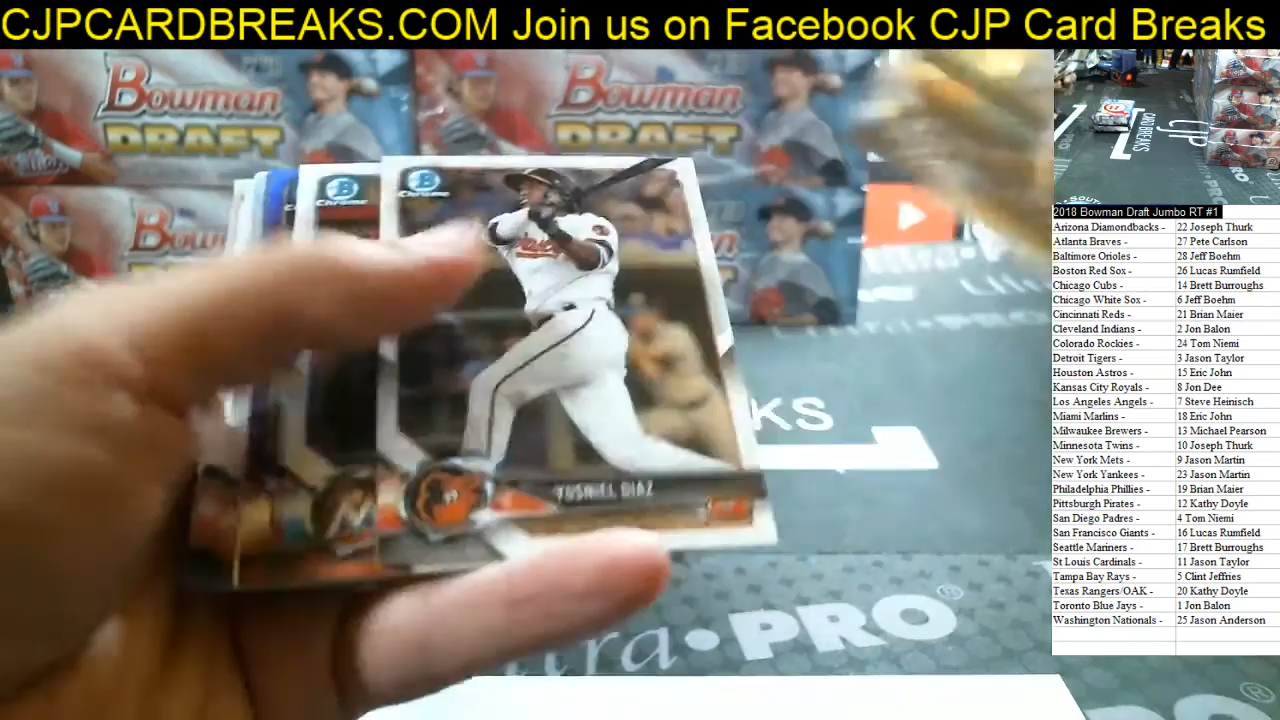 CJPCARDBREAKS.COM Join us on Facebook CJP Card Breaks
Bowman
DRAFT
Bowman
DRAFT
Chrome
Chrome
YUSNIEL DIAZ
KS
Ultra•PRO®
CARD BREAKS
CJP
2018 Bowman Draft Jumbo RT #1
Arizona Diamondbacks - 22 Joseph Thurk
Atlanta Braves - 27 Pete Carlson
Baltimore Orioles - 28 Jeff Boehm
Boston Red Sox - 26 Lucas Rumfield
Chicago Cubs - 14 Brett Burroughs
Chicago White Sox - 6 Jeff Boehm
Cincinnati Reds - 21 Brian Maier
Cleveland Indians - 2 Jon Balon
Colorado Rockies - 24 Tom Niemi
Detroit Tigers - 3 Jason Taylor
Houston Astros - 15 Eric John
Kansas City Royals - 8 Jon Dee
Los Angeles Angels - 7 Steve Heinisch
Miami Marlins - 18 Eric John
Milwaukee Brewers - 13 Michael Pearson
Minnesota Twins - 10 Joseph Thurk
New York Mets - 9 Jason Martin
New York Yankees - 23 Jason Martin
Philadelphia Phillies - 19 Brian Maier
Pittsburgh Pirates - 12 Kathy Doyle
San Diego Padres - 4 Tom Niemi
San Francisco Giants - 16 Lucas Rumfield
Seattle Mariners - 17 Brett Burroughs
St Louis Cardinals - 11 Jason Taylor
Tampa Bay Rays - 5 Clint Jeffries
Texas Rangers/OAK - 20 Kathy Doyle
Toronto Blue Jays - 1 Jon Balon
Washington Nationals - 25 Jason Anderson